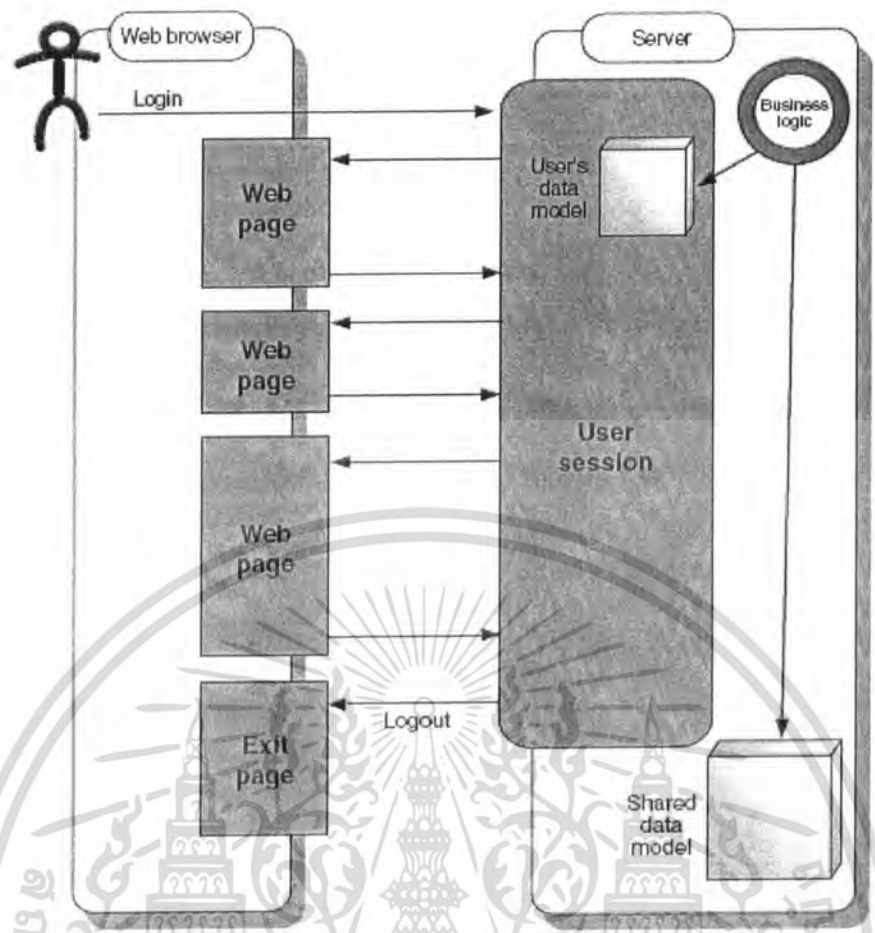 Web browser
Server
Login
Business
logic
User's
data
model
Web
page
Web
page
User
session
Web
page
Logout
Exit
page
Shared
data
model